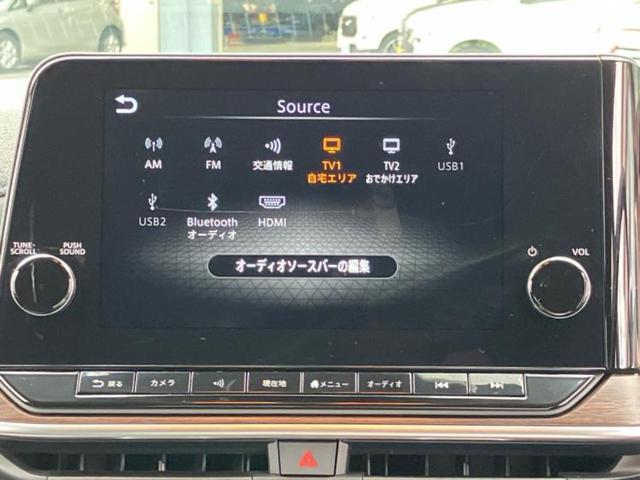 Source
AM
FM
交通情報
TV1
自宅エリア
TV2
おでかけエリア
USB1
USB2
Bluetooth
オーディオ
HDMI
オーディオソースバーの編集
TUNE・
SCROLL
PUSH
SOUND
VOL
戻る
カメラ
現在地
メニュー
オーディオ